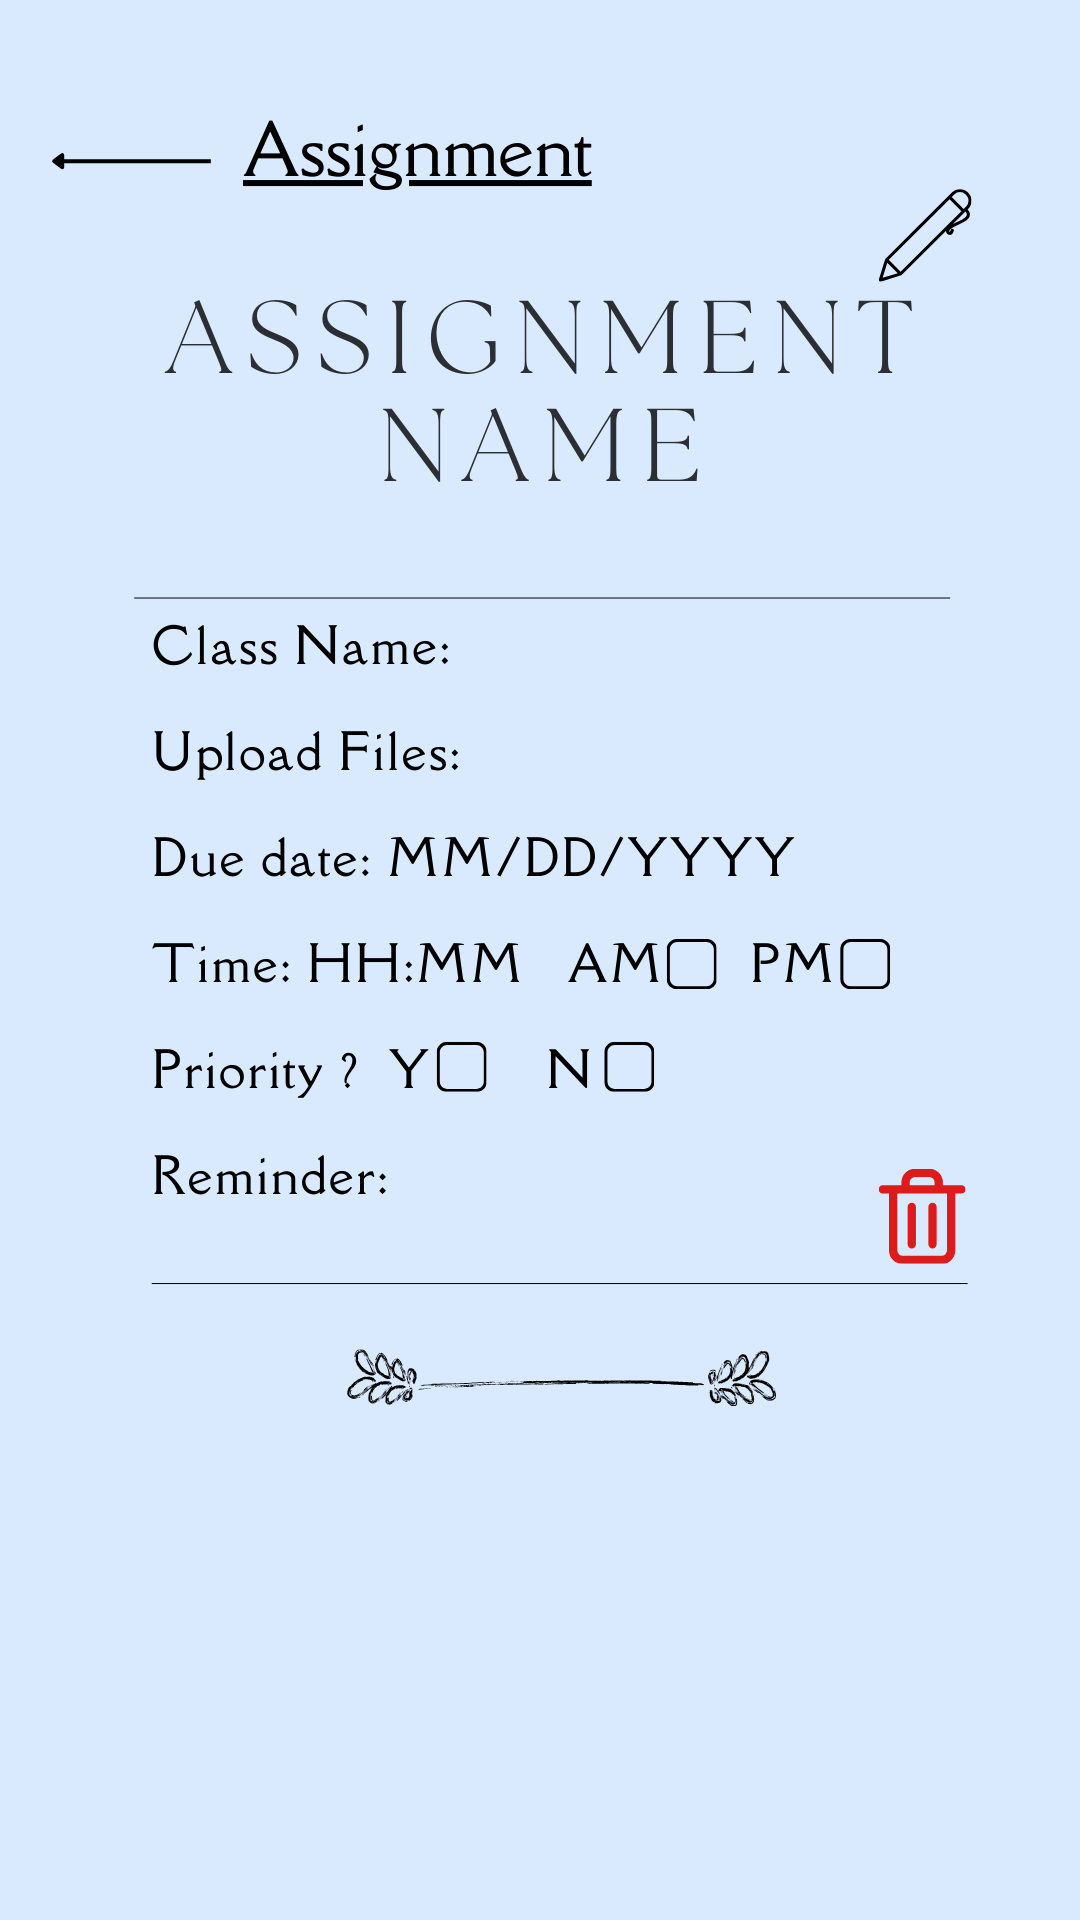 Assignment
ASSIGNMENT
NAME
Class Name:
Upload Files:
Due date: MM/DD/YYYY
Time: HH:MM AM PM
Priority ? Y N
Reminder: